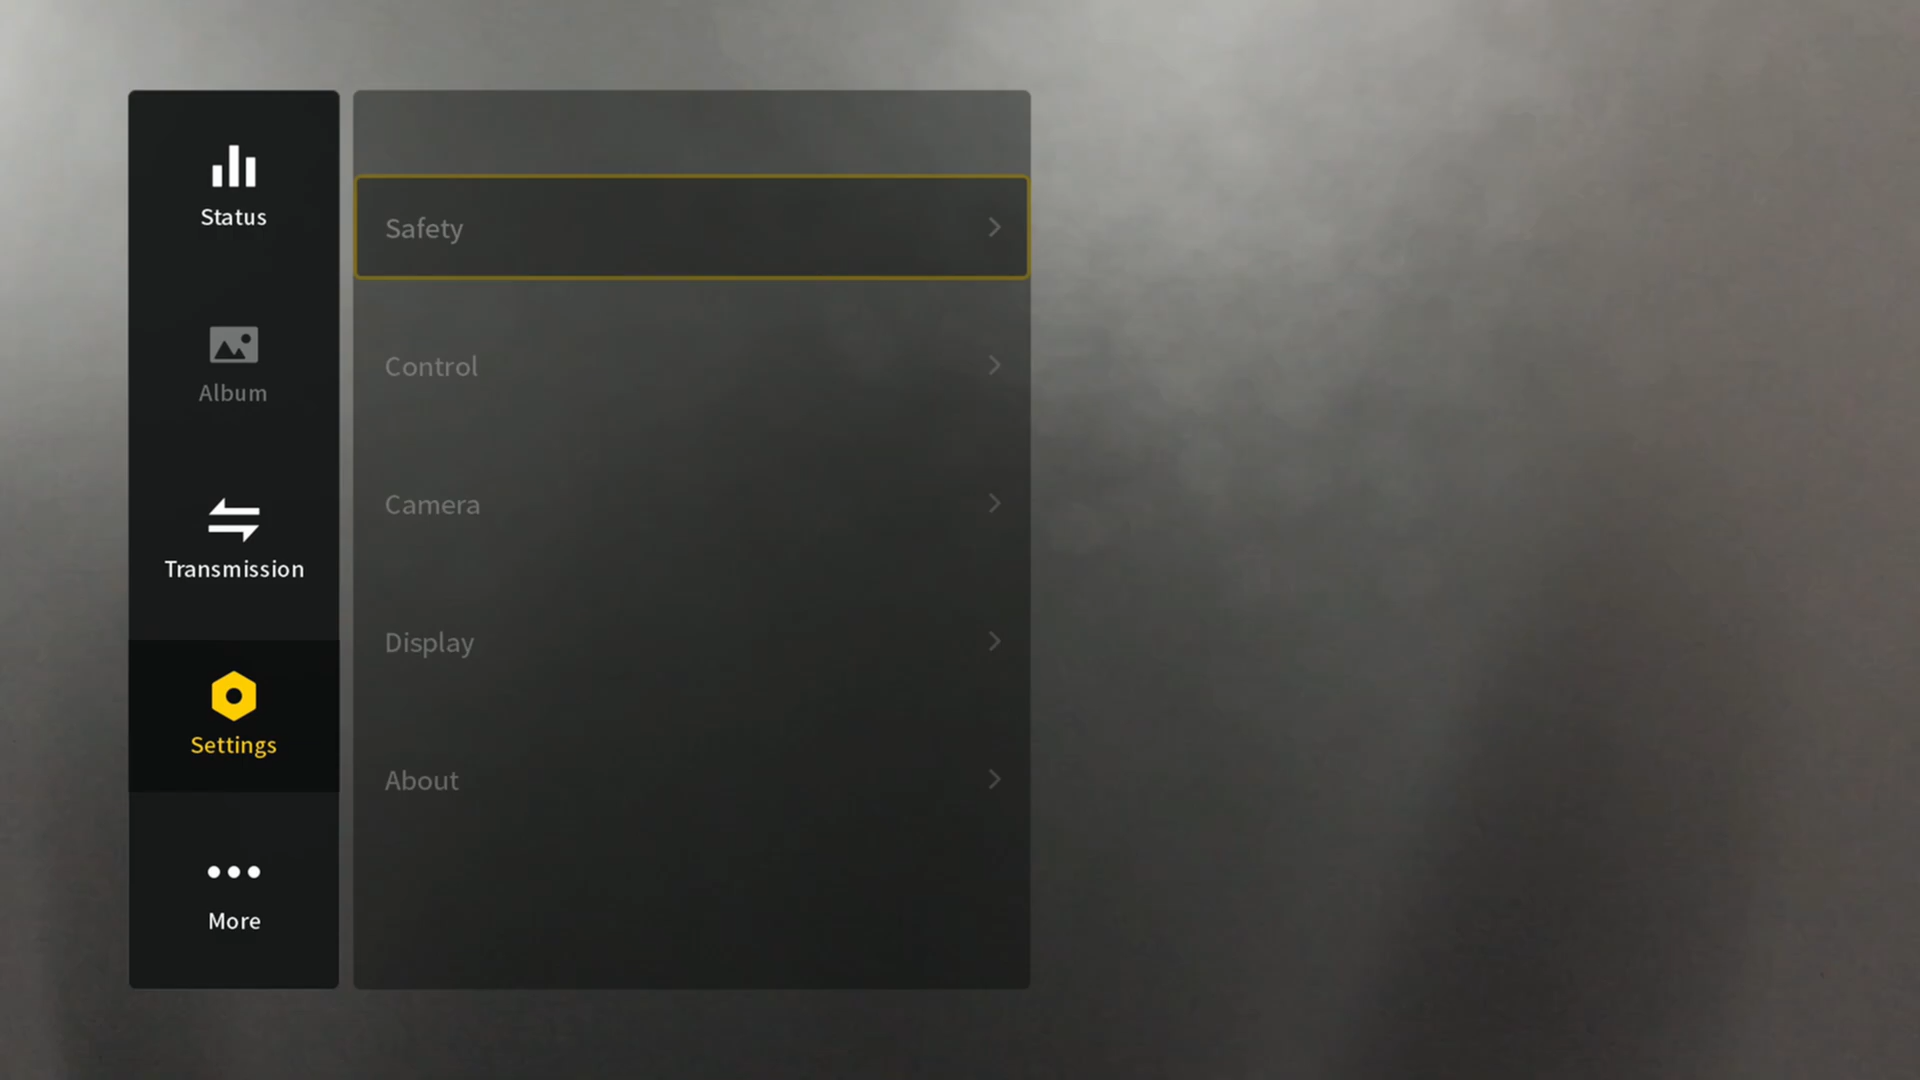 Status
Album
Transmission
Settings
More
Safety
Control
Camera
Display
About